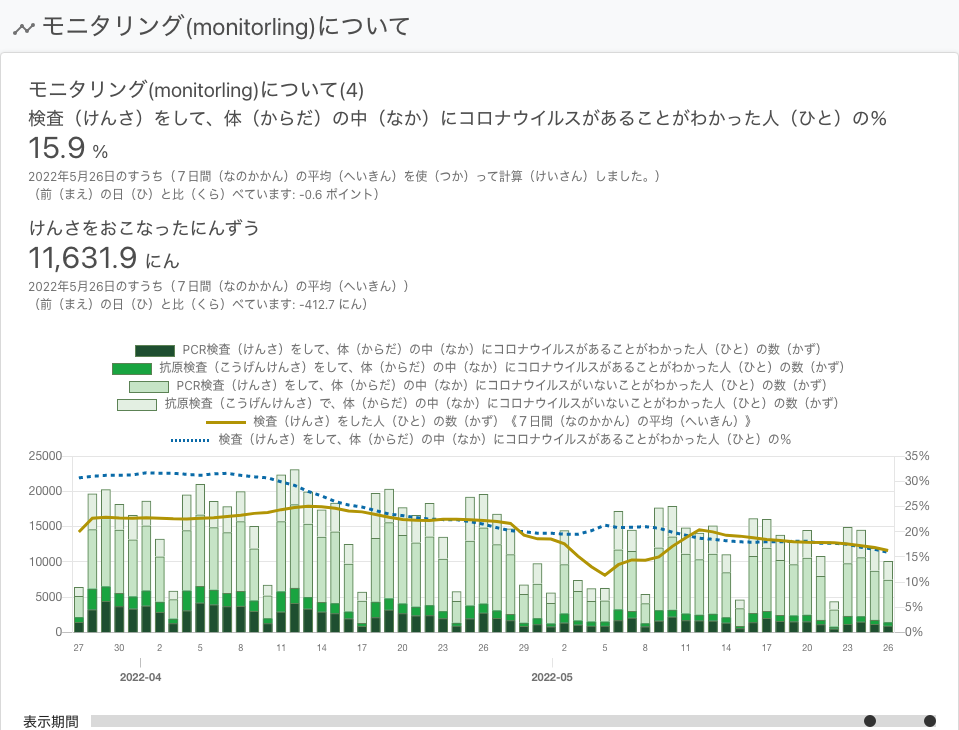 モニタリング(monitorling)について
モニタリング(monitorling)について(4)
検査（けんさ）をして、体（からだ）の中（なか）にコロナウイルスがあることがわかった人（ひと）の%
15.9 %
2022年5月26日のすうち（７日間（なのかかん）の平均（へいきん）を使（つか）って計算（けいさん）しました。）
（前（まえ）の日（ひ）と比（くら）べています: -0.6 ポイント）
けんさをおこなったにんずう
11,631.9 にん
2022年5月26日のすうち（７日間（なのかかん）の平均（へいきん））
（前（まえ）の日（ひ）と比（くら）べています: -412.7 にん）
PCR検査（けんさ）をして、体（からだ）の中（なか）にコロナウイルスがあることがわかった人（ひと）の数（かず）
抗原検査（こうげんけんさ）をして、体（からだ）の中（なか）にコロナウイルスがあることがわかった人（ひと）の数（かず）
PCR検査（けんさ）をして、体（からだ）の中（なか）にコロナウイルスがいないことがわかった人（ひと）の数（かず）
抗原検査（こうげんけんさ）で、体（からだ）の中（なか）にコロナウイルスがいないことがわかった人（ひと）の数（かず）
検査（けんさ）をした人（ひと）の数（かず）《７日間（なのかかん）の平均（へいきん）》
検査（けんさ）をして、体（からだ）の中（なか）にコロナウイルスがあることがわかった人（ひと）の%
25000 35%
20000 30%
25%
15000 20%
10000 15%
10%
5000 5%
0 0%
27 30 2 5 8 11 14 17 20 23 26 29 2 5 8 11 14 17 20 23 26
2022-04 2022-05
表示期間